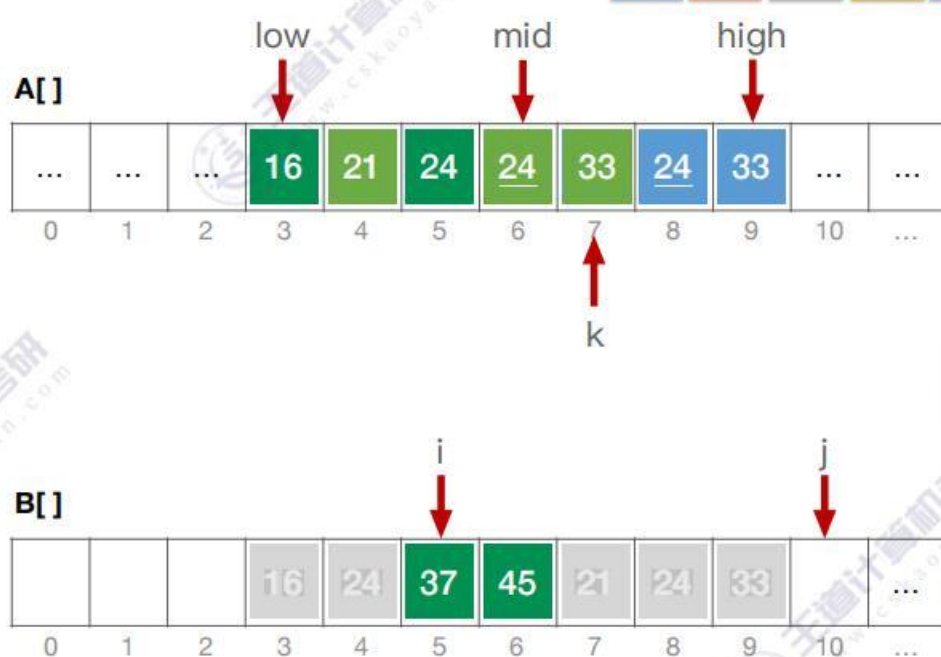 low mid high
A[ ]
... ... ... 16 21 24 24 33 24 33 ... ...
0 1 2 3 4 5 6 7 8 9 10 ...
k
i j
B[ ]
16 24 37 45 21 24 33 ...
0 1 2 3 4 5 6 7 8 9 10 ...